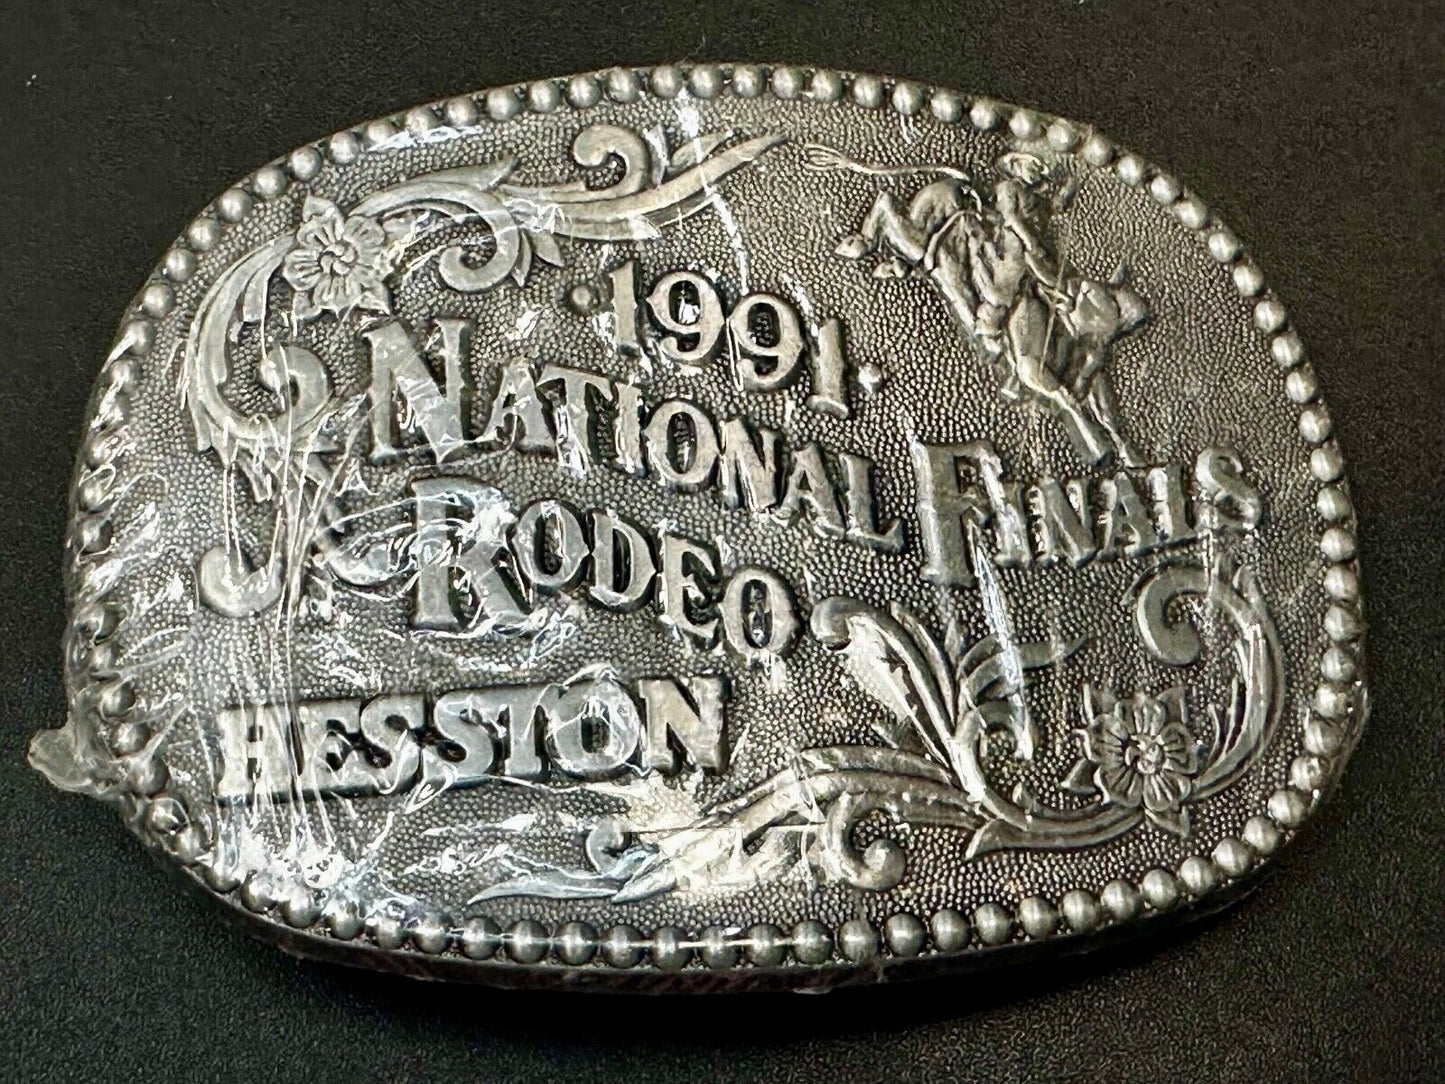 ·1991·
NATIONAL FINALS
RODEO
HESSTON